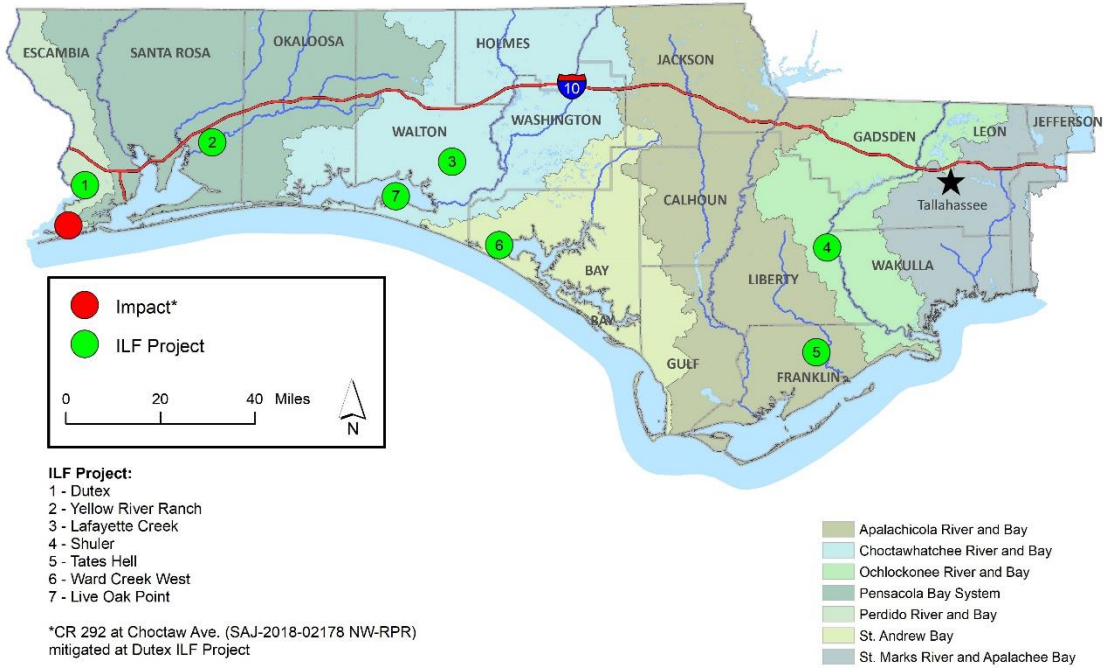 ESCAMBIA
SANTA ROSA
OKALOOSA
HOLMES
JACKSON
10
WALTON
WASHINGTON
GADSDEN
LEON
JEFFERSON
2
3
1
7
CALHOUN
Tallahassee
6
4
BAY
LIBERTY
WAKULLA
BAY
5
GULF
FRANKLIN
Impact*
ILF Project
0 20 40 Miles
N
ILF Project:
1 - Dutex
2 - Yellow River Ranch
3 - Lafayette Creek
4 - Shuler
5 - Tates Hell
6 - Ward Creek West
7 - Live Oak Point
*CR 292 at Choctaw Ave. (SAJ-2018-02178 NW-RPR)
mitigated at Dutex ILF Project
Apalachicola River and Bay
Choctawhatchee River and Bay
Ochlockonee River and Bay
Pensacola Bay System
Perdido River and Bay
St. Andrew Bay
St. Marks River and Apalachee Bay